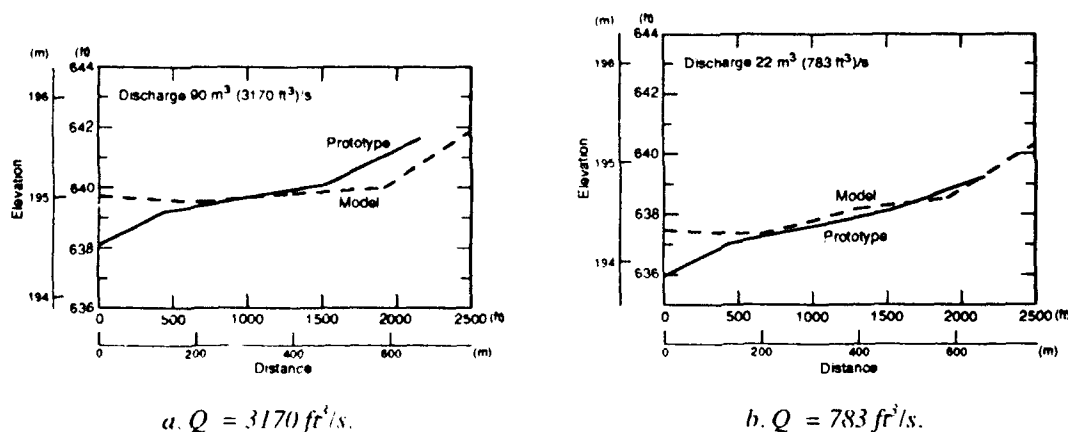 (m) (ft)
644
196
642
195
640
638
194
636
Elevation
Discharge 90 m³ (3170 ft³)/s
Prototype
Model
0 500 1000 1500 2000 2500 (ft)
0 200 400 600 (m)
Distance
a. Q = 3170 ft³/s.
(m) (ft)
644
196
642
195
640
638
194
636
Elevation
Discharge 22 m³ (783 ft³)/s
Model
Prototype
0 500 1000 1500 2000 2500 (ft)
0 200 400 600 (m)
Distance
b. Q = 783 ft³/s.